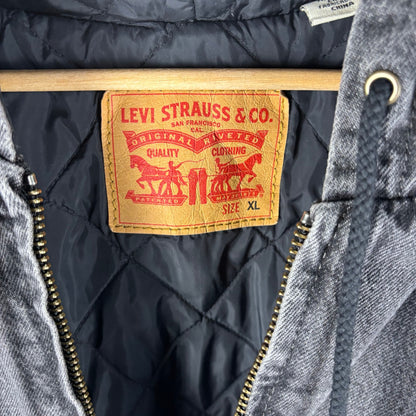 LEVI STRAUSS & CO.
SAN FRANCISCO
CAL.
ORIGINAL RIVETED
QUALITY CLOTHING
PATENTED
SIZE XL
CHINA